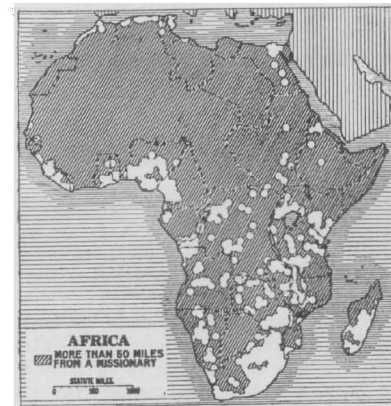 AFRICA
MORE THAN 50 MILES
FROM A MISSIONARY
STATUTE MILES
0 500 1000